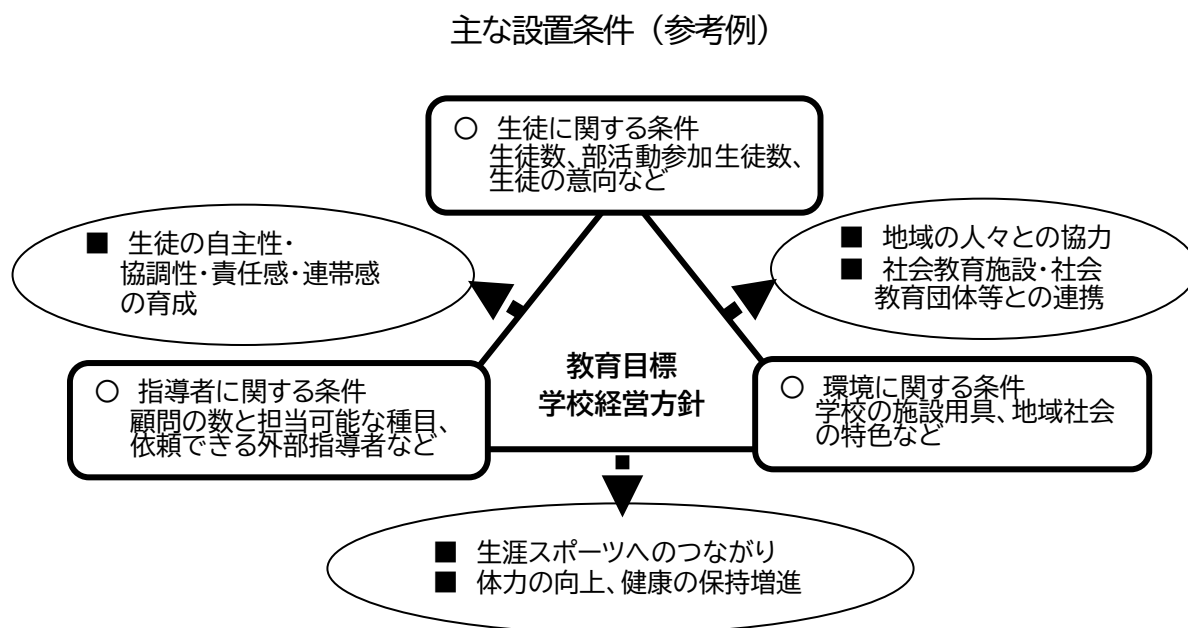 主な設置条件（参考例）
○ 生徒に関する条件
生徒数、部活動参加生徒数、
生徒の意向など
■ 生徒の自主性・
協調性・責任感・連帯感
の育成
■ 地域の人々との協力
■ 社会教育施設・社会
教育団体等との連携
教育目標
学校経営方針
○ 指導者に関する条件
顧問の数と担当可能な種目、
依頼できる外部指導者など
○ 環境に関する条件
学校の施設用具、地域社会
の特色など
■ 生涯スポーツへのつながり
■ 体力の向上、健康の保持増進